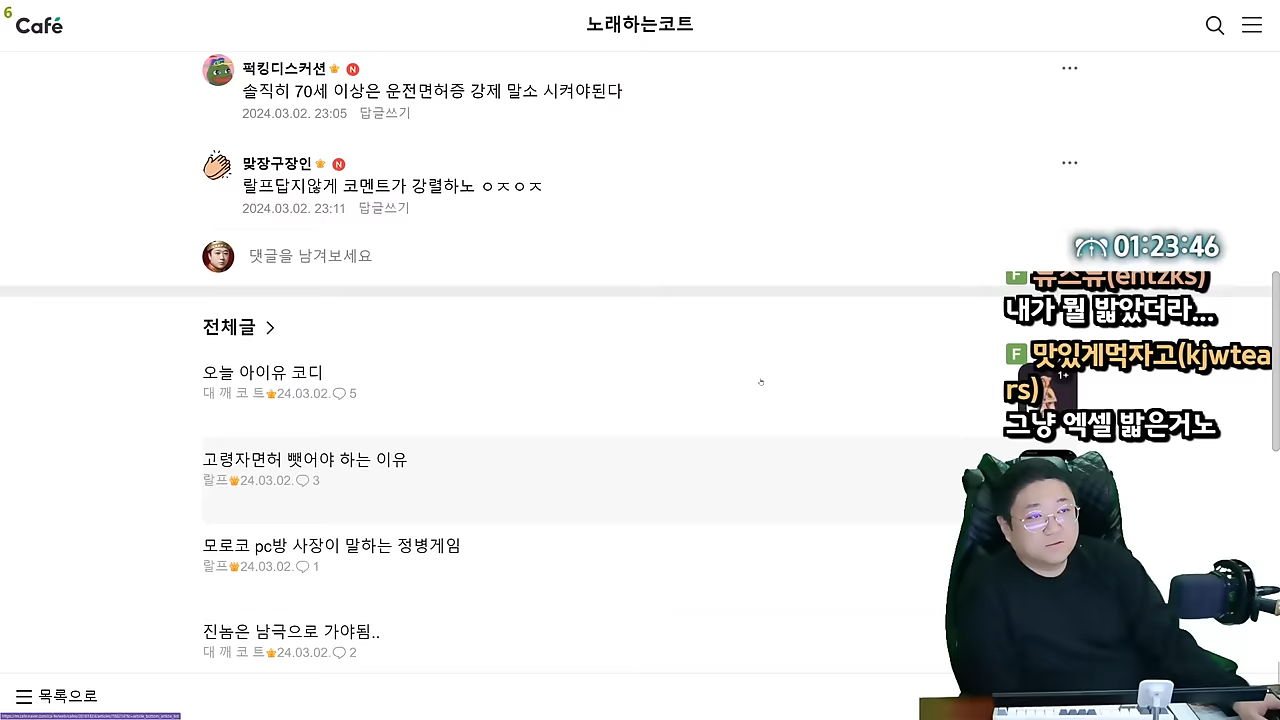 6
Café
노래하는코트
퍽킹디스커션
N
솔직히 70세 이상은 운전면허증 강제 말소 시켜야된다
2024.03.02. 23:05 답글쓰기
맞장구장인
N
랄프답지않게 코멘트가 강렬하노 ㅇㅈㅇㅈ
2024.03.02. 23:11 답글쓰기
댓글을 남겨보세요
01:23:46
F 뉴스뉴(entzks)
내가 뭘 밟았더라...
F 맛있게먹자고(kjwtea
rs)
그냥 엑셀 밟은거노
전체글
오늘 아이유 코디
대 깨 코 트 24.03.02. 5
1+
고령자면허 뺏어야 하는 이유
랄프 24.03.02. 3
모로코 pc방 사장이 말하는 정병게임
랄프 24.03.02. 1
진놈은 남극으로 가야됨..
대 깨 코 트 24.03.02. 2
목록으로